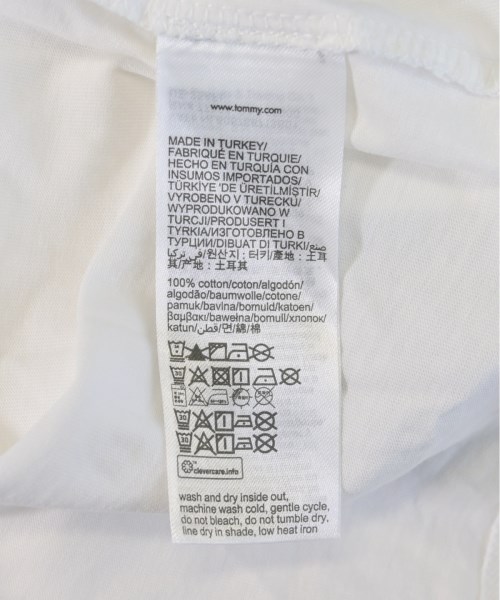 www.tommy.com
MADE IN TURKEY/
FABRIQUÉ EN TURQUIE/
HECHO EN TURQUÍA CON
INSUMOS IMPORTADOS/
TÜRKİYE 'DE ÜRETİLMİŞTİR/
VYROBENO V TURECKU/
WYPRODUKOWANO W
TURCJI/PRODUSERT I
TYRKIA/ИЗГОТОВЛЕНО В
ТУРЦИИ/DIBUAT DI TURKI/صنع
في تركيا/원산지 : 터키/產地 : 土耳
其/产地 : 土耳其
100% cotton/coton/algodón/
algodão/baumwolle/cotone/
pamuk/bavlna/bomuld/katoen/
βαμβακι/bawełna/bomull/хлопок/
katun/قطن/면/綿/棉
30
30
30
clevercare.info
wash and dry inside out,
machine wash cold, gentle cycle,
do not bleach, do not tumble dry,
line dry in shade, low heat iron